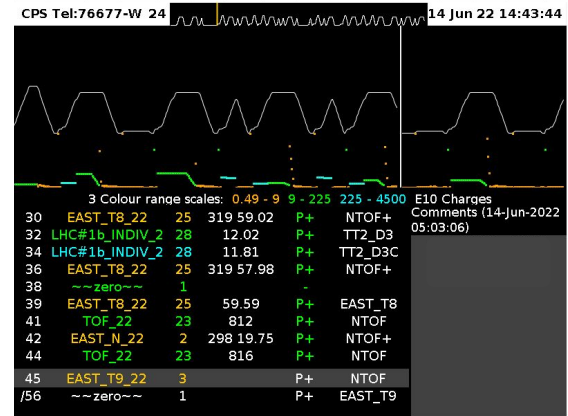 CPS Tel:76677-W 24 14 Jun 22 14:43:44
3 Colour range scales: 0.49 - 9 9 - 225 225 - 4500 E10 Charges
Comments (14-Jun-2022
05:03:06)
30 EAST_T8_22 25 319 59.02 P+ NTOF+
32 LHC#1b_INDIV_2 28 12.02 P+ TT2_D3
34 LHC#1b_INDIV_2 28 11.81 P+ TT2_D3C
36 EAST_T8_22 25 319 57.98 P+ NTOF+
38 ~~zero~~ 1 -
39 EAST_T8_22 25 59.59 P+ EAST_T8
41 TOF_22 23 812 P+ NTOF
42 EAST_N_22 2 298 19.75 P+ NTOF+
44 TOF_22 23 816 P+ NTOF
45 EAST_T9_22 3 P+ NTOF
/56 ~~zero~~ 1 P+ EAST_T9